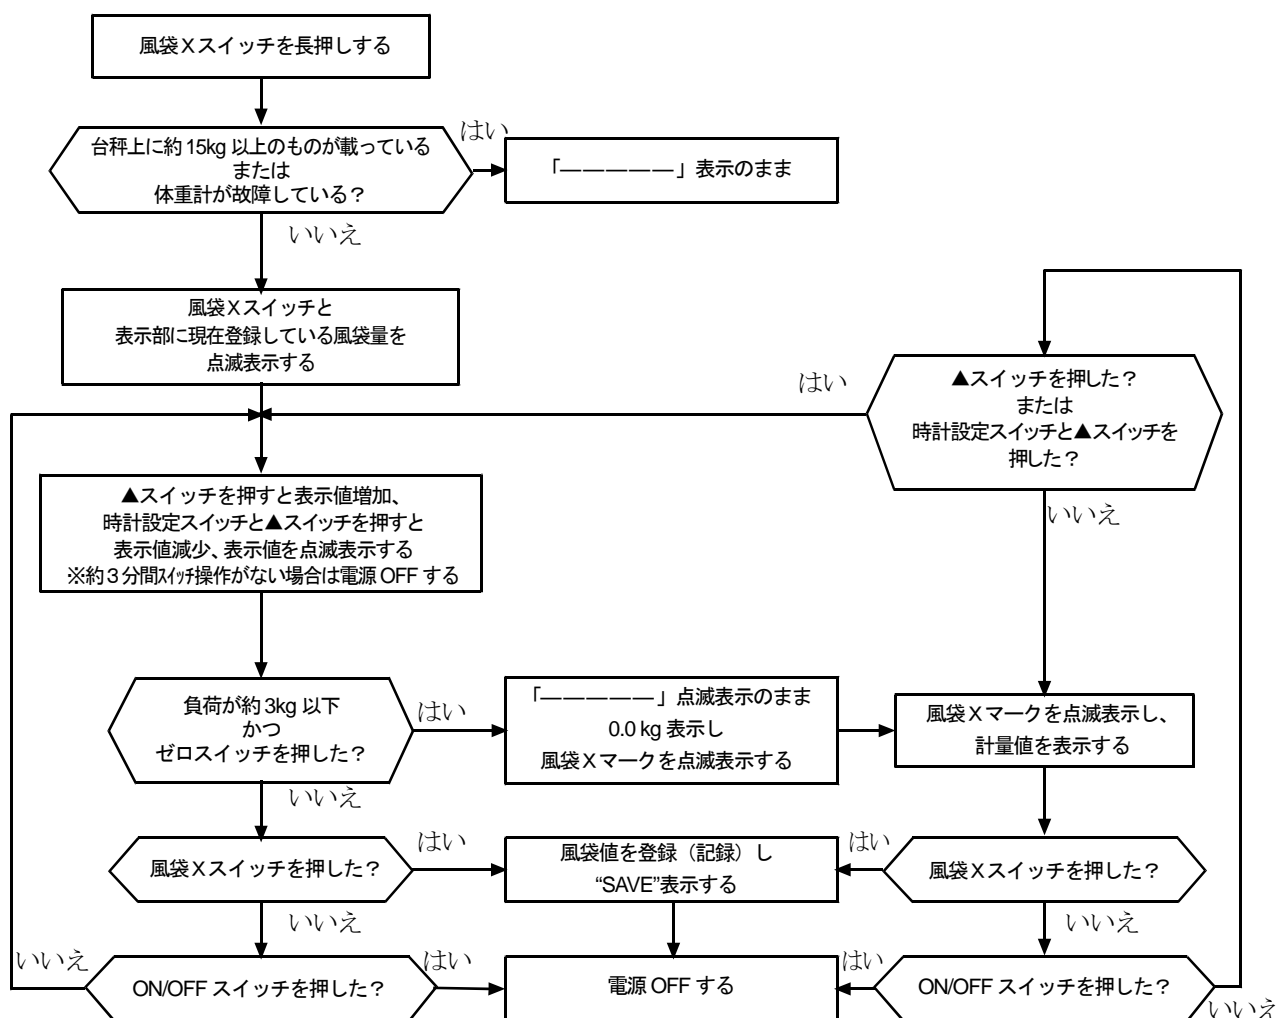 風袋Xスイッチを長押しする
台秤上に約15kg 以上のものが載っている
または
体重計が故障している？
はい
「―――――」表示のまま
いいえ
風袋Xスイッチと
表示部に現在登録している風袋量を
点滅表示する
はい
▲スイッチを押した？
または
時計設定スイッチと▲スイッチを
押した？
いいえ
▲スイッチを押すと表示値増加、
時計設定スイッチと▲スイッチを押すと
表示値減少、表示値を点滅表示する
※約3分間ｽｲｯﾁ操作がない場合は電源 OFF する
負荷が約 3kg 以下
かつ
ゼロスイッチを押した？
はい
「―――――」点滅表示のまま
0.0 kg 表示し
風袋Xマークを点滅表示する
風袋Xマークを点滅表示し、
計量値を表示する
いいえ
風袋Xスイッチを押した？
はい
風袋値を登録（記録）し
“SAVE”表示する
はい
風袋Xスイッチを押した？
いいえ
いいえ
いいえ
ON/OFF スイッチを押した？
はい
電源 OFF する
はい
ON/OFF スイッチを押した？
いいえ